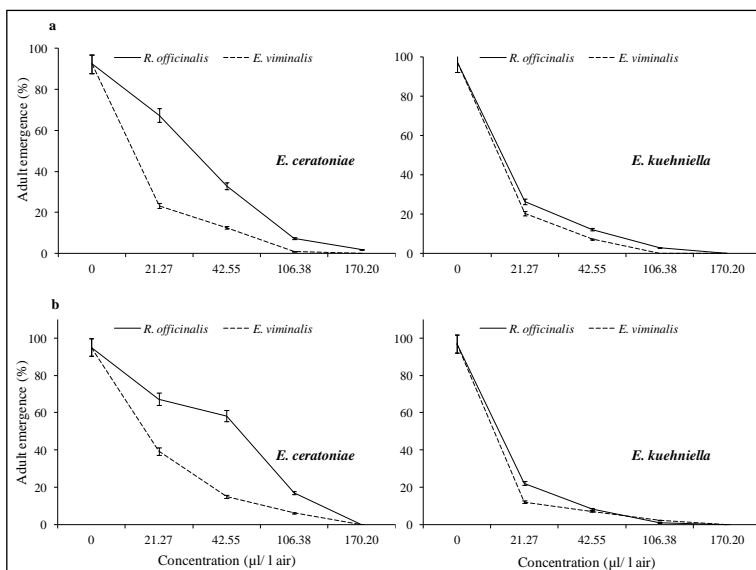 a
R. officinalis E. viminalis
R. officinalis E. viminalis
100
80
60
40
20
0
Adult emergence (%)
E. ceratoniae
0 21.27 42.55 106.38 170.20
100
80
60
40
20
0
E. kuehniella
0 21.27 42.55 106.38 170.20
b
R. officinalis E. viminalis
R. officinalis E. viminalis
100
80
60
40
20
0
Adult emergence (%)
E. ceratoniae
0 21.27 42.55 106.38 170.20
Concentration (µl/ l air)
100
80
60
40
20
0
E. kuehniella
0 21.27 42.55 106.38 170.20
Concentration (µl/ l air)